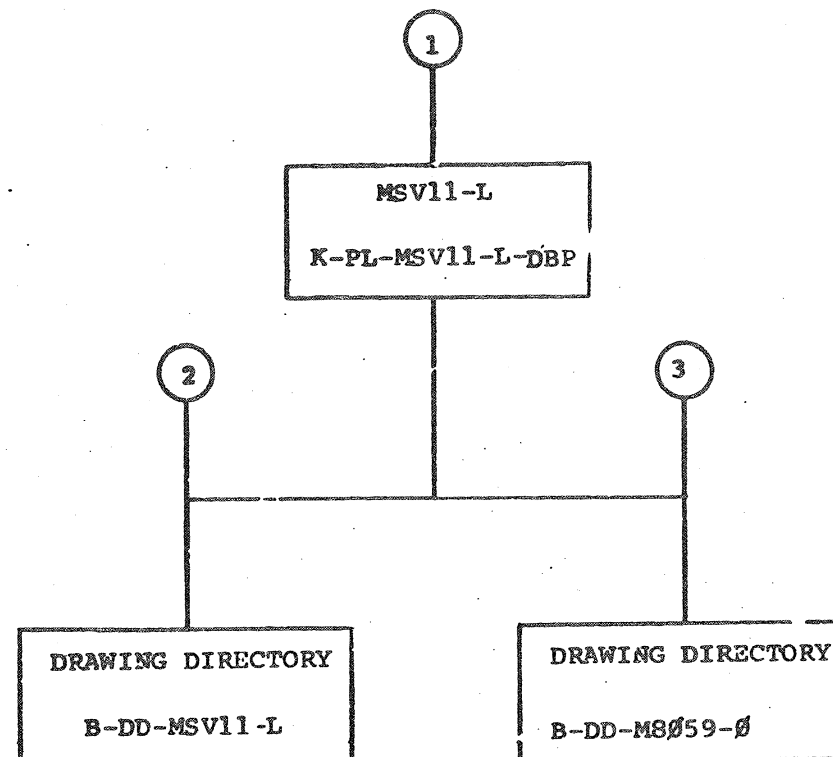 1
MSV11-L
K-PL-MSV11-L-DBP
2
3
DRAWING DIRECTORY
B-DD-MSV11-L
DRAWING DIRECTORY
B-DD-M8Ø59-Ø